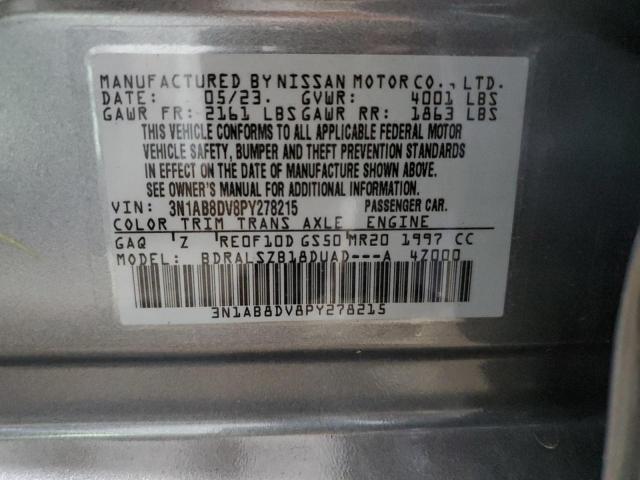 MANUFACTURED BY NISSAN MOTOR CO., LTD.
DATE: 05/23. GVWR: 4001 LBS
GAWR FR: 2161 LBS GAWR RR: 1863 LBS
THIS VEHICLE CONFORMS TO ALL APPLICABLE FEDERAL MOTOR
VEHICLE SAFETY, BUMPER AND THEFT PREVENTION STANDARDS
IN EFFECT ON THE DATE OF MANUFACTURE SHOWN ABOVE.
SEE OWNER'S MANUAL FOR ADDITIONAL INFORMATION.
VIN: 3N1AB8DV8PY278215 PASSENGER CAR.
COLOR TRIM TRANS AXLE ENGINE
GAQ Z RE0F10D GS50 MR20 1997 CC
MODEL: BDRALSZB18DUAD---A 4Z000
3N1AB8DV8PY278215